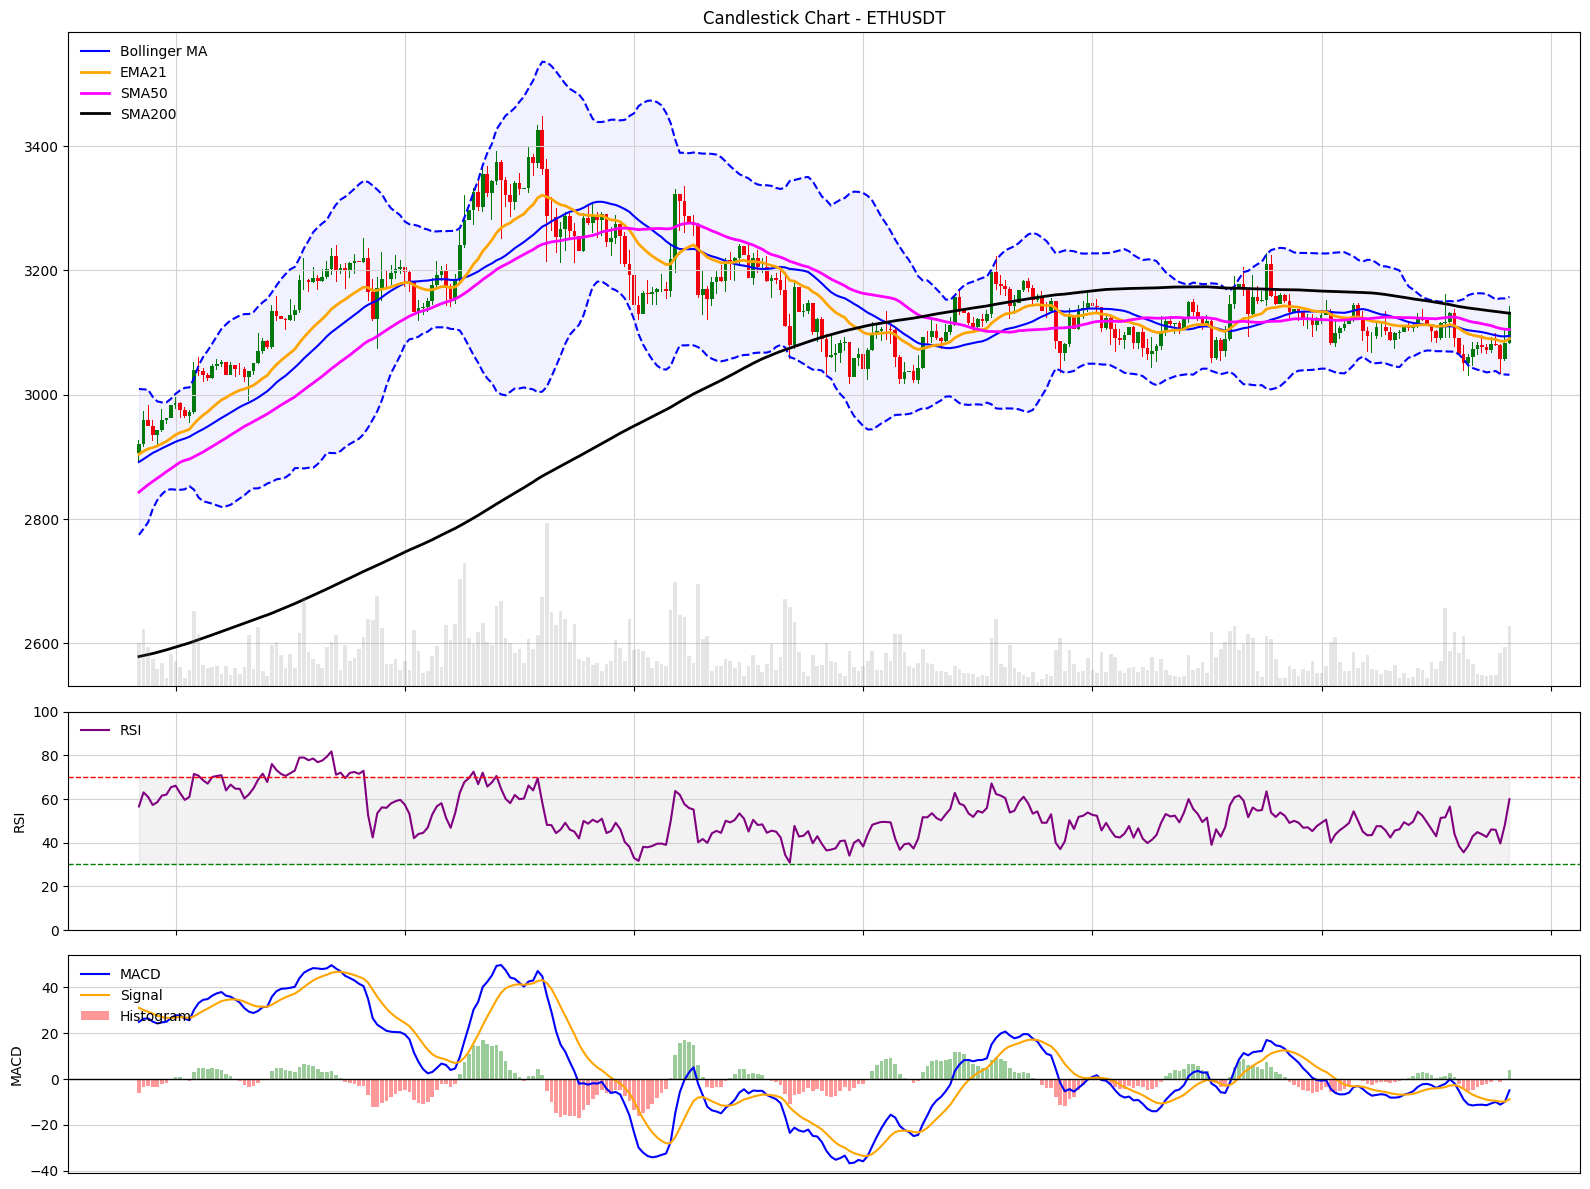 Candlestick Chart - ETHUSDT
Bollinger MA
EMA21
SMA50
SMA200
3400
3200
3000
2800
2600
RSI
100
80
60
40
20
0
RSI
MACD
Signal
Histogram
40
20
0
−20
−40
MACD